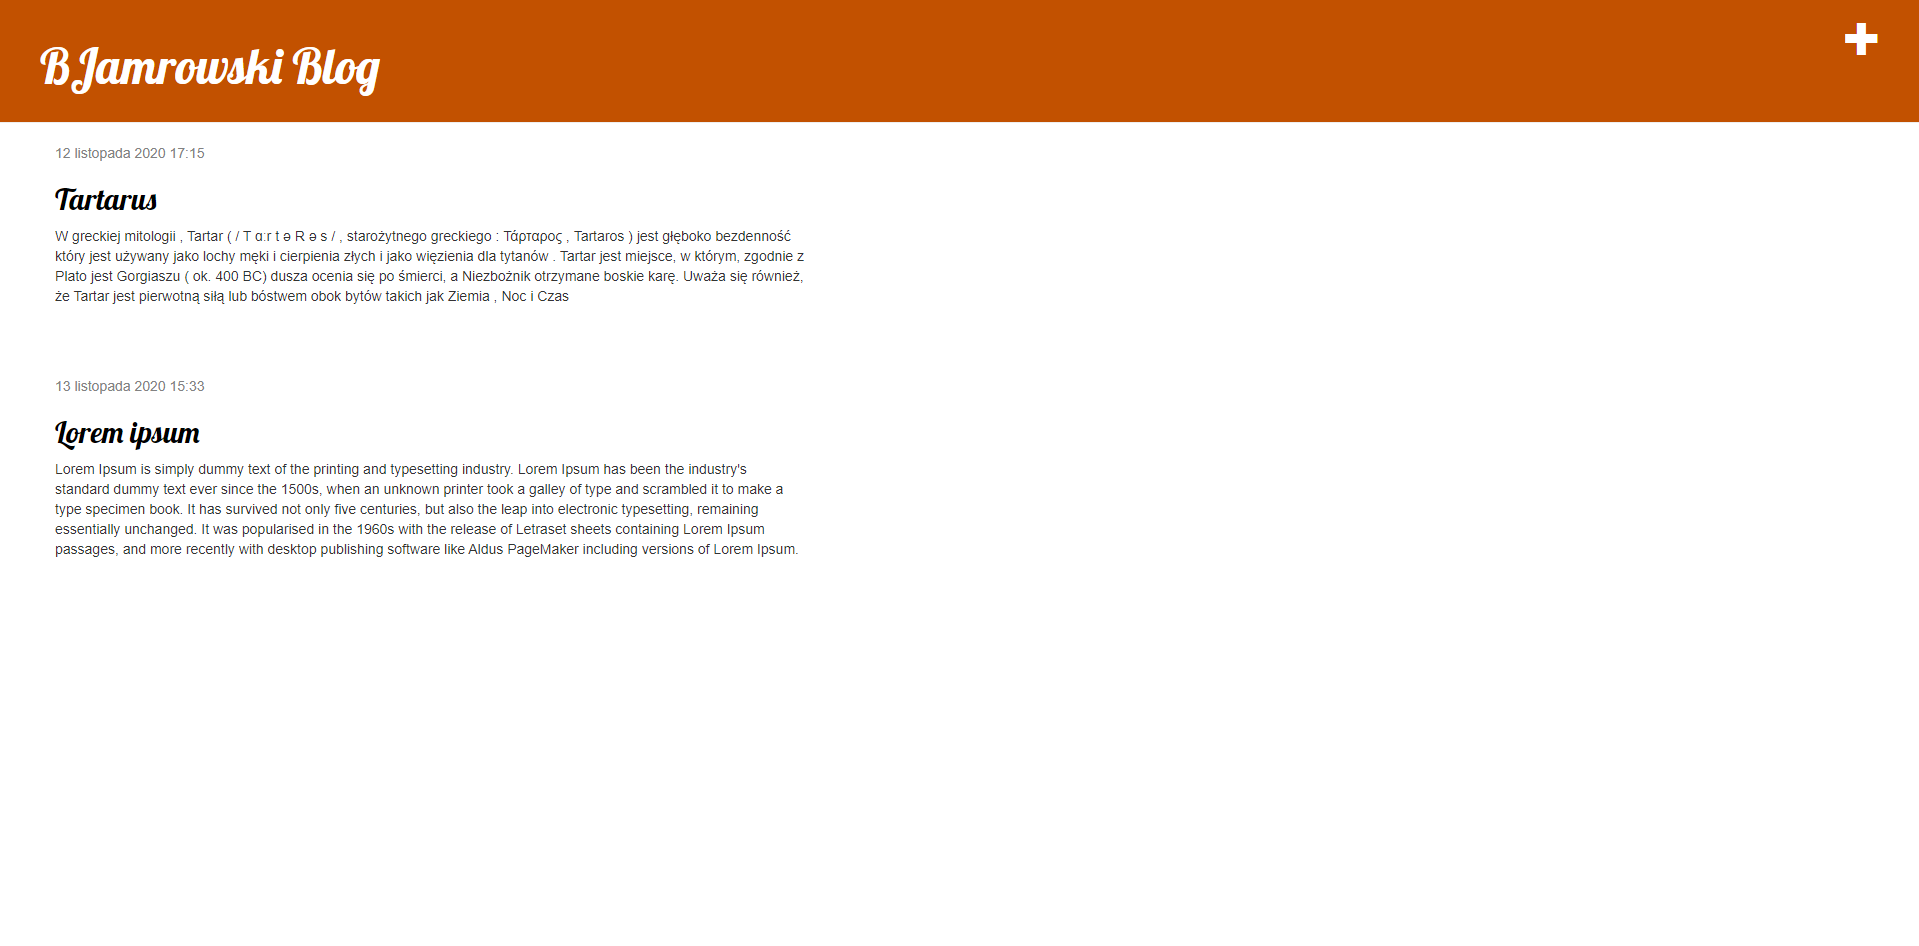 BJamrowski Blog
12 listopada 2020 17:15
Tartarus
W greckiej mitologii , Tartar ( / T ɑːr t ə R ə s / , starożytnego greckiego : Τάρταρος , Tartaros ) jest głęboko bezdenność
który jest używany jako lochy męki i cierpienia złych i jako więzienia dla tytanów . Tartar jest miejsce, w którym, zgodnie z
Plato jest Gorgiaszu ( ok. 400 BC) dusza ocenia się po śmierci, a Niezbożnik otrzymane boskie karę. Uważa się również,
że Tartar jest pierwotną siłą lub bóstwem obok bytów takich jak Ziemia , Noc i Czas
13 listopada 2020 15:33
Lorem ipsum
Lorem Ipsum is simply dummy text of the printing and typesetting industry. Lorem Ipsum has been the industry's
standard dummy text ever since the 1500s, when an unknown printer took a galley of type and scrambled it to make a
type specimen book. It has survived not only five centuries, but also the leap into electronic typesetting, remaining
essentially unchanged. It was popularised in the 1960s with the release of Letraset sheets containing Lorem Ipsum
passages, and more recently with desktop publishing software like Aldus PageMaker including versions of Lorem Ipsum.